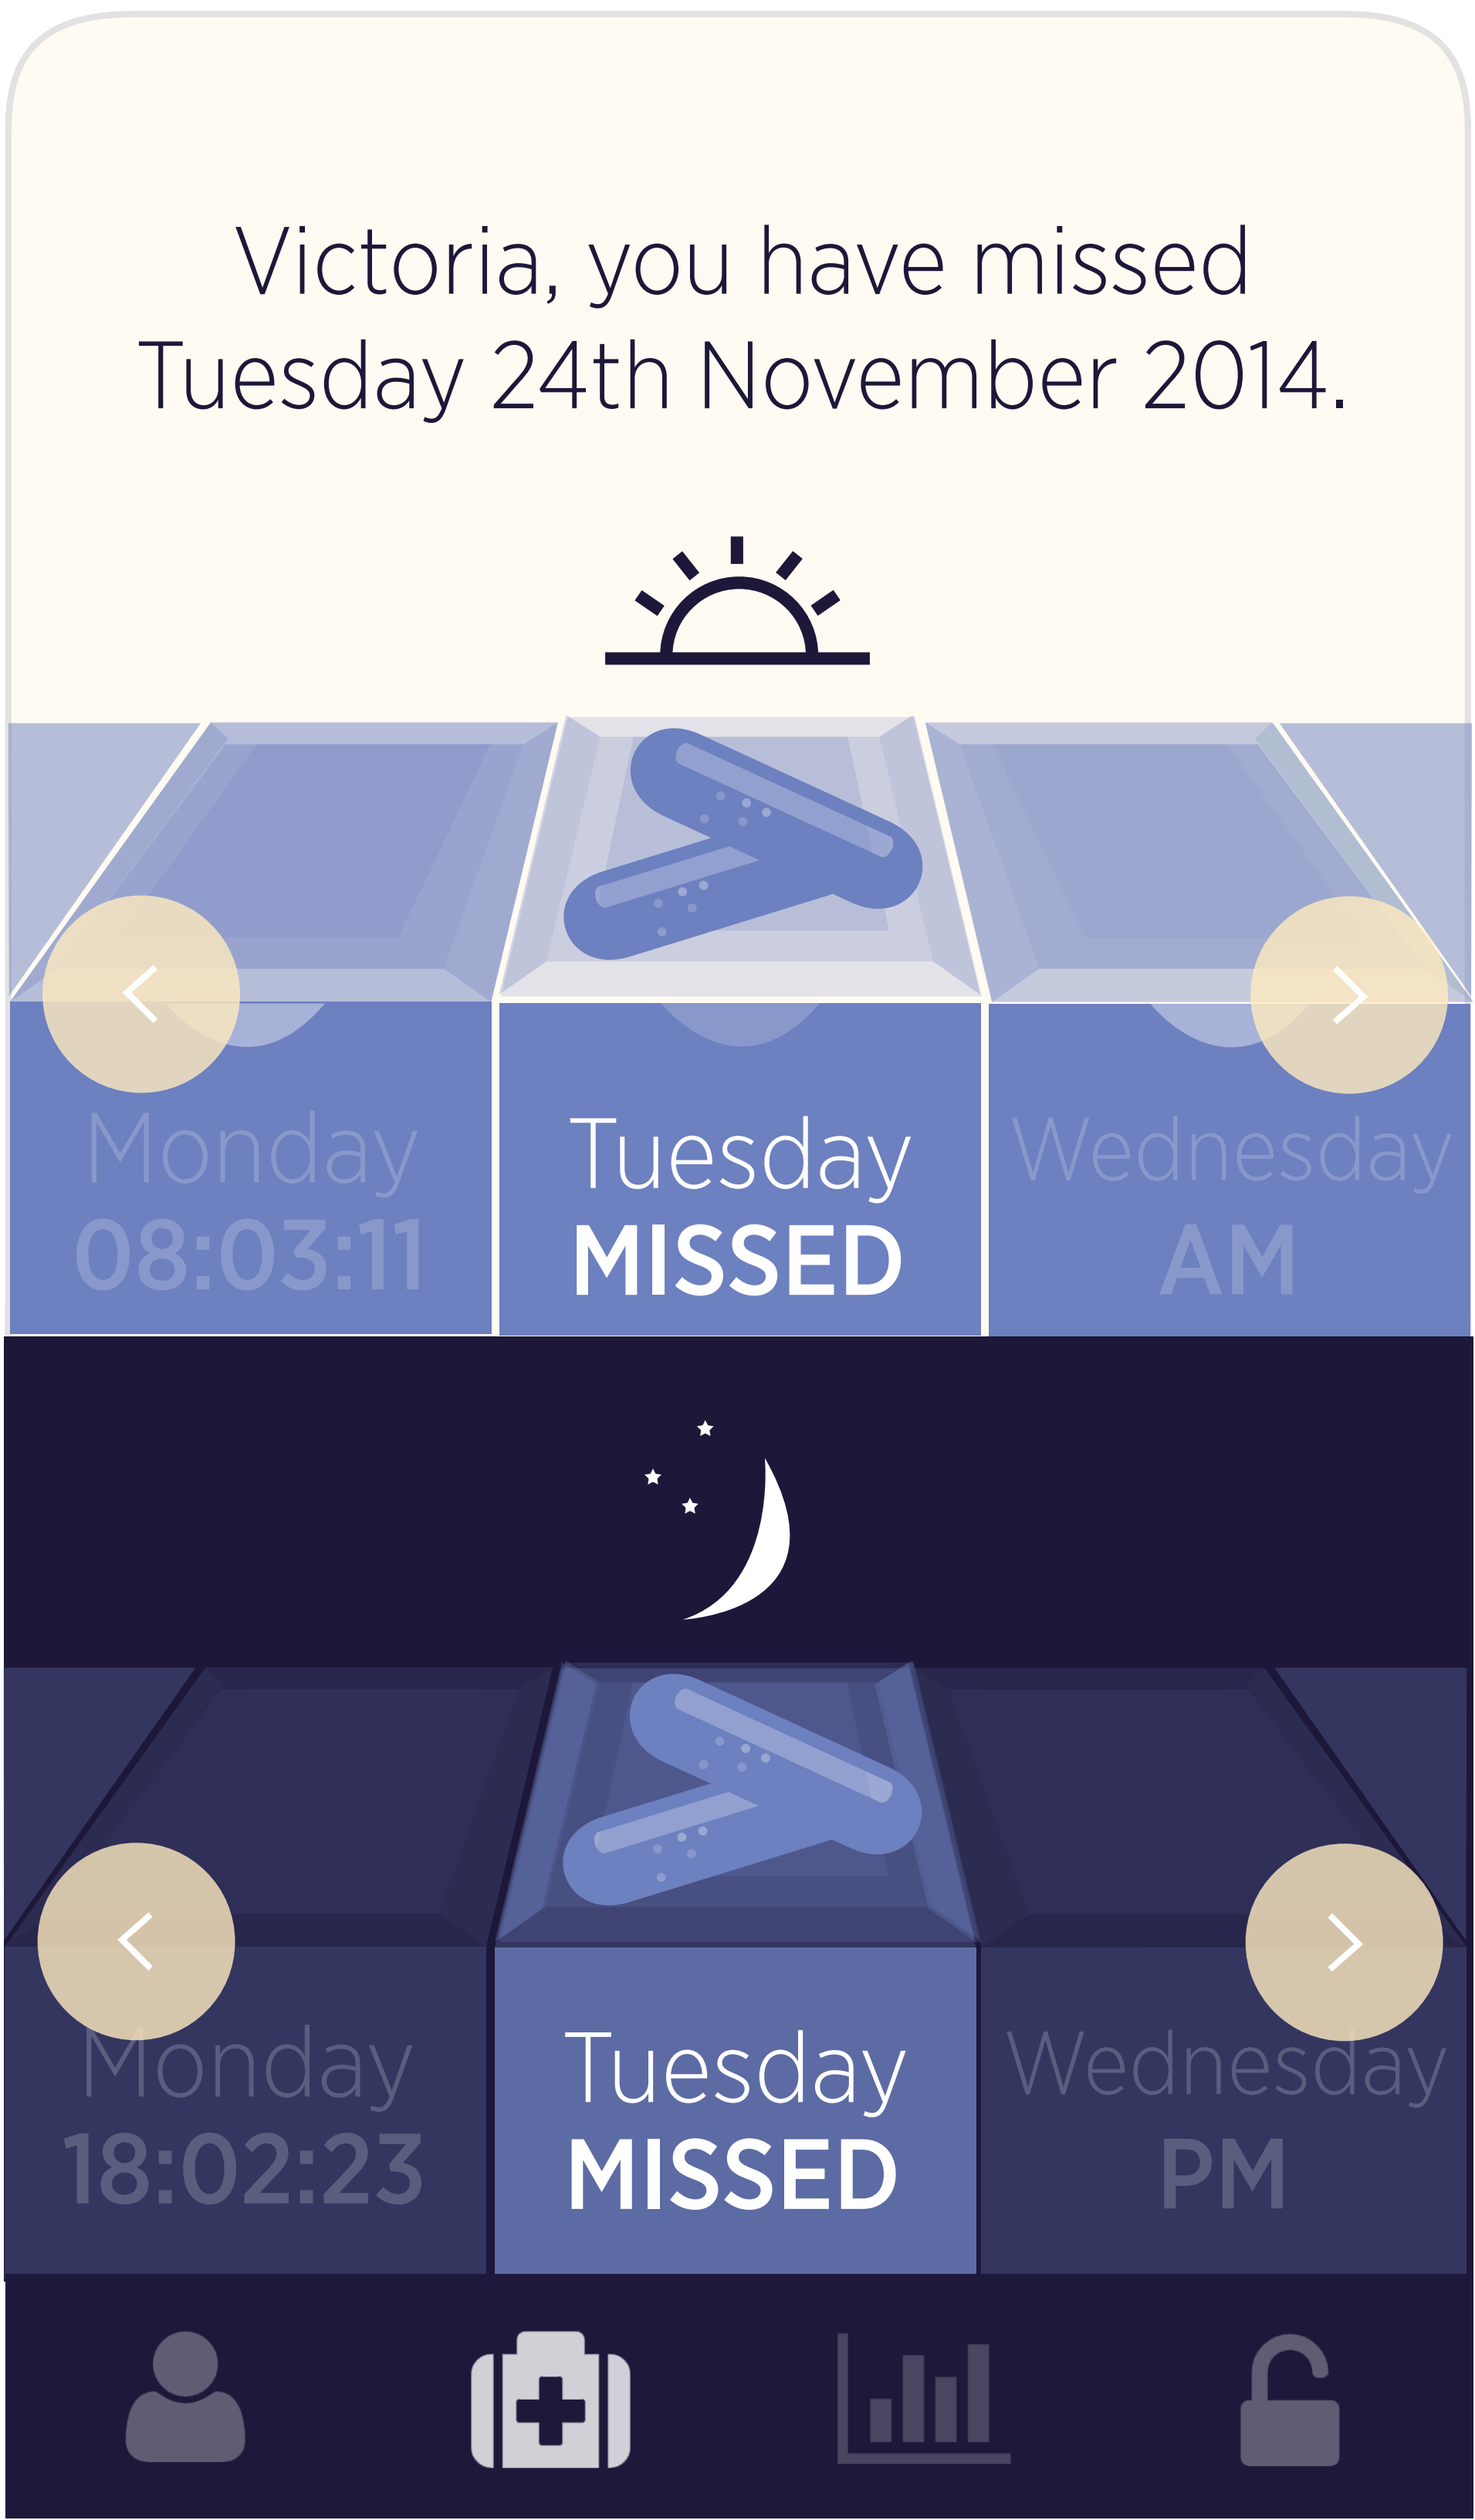 Victoria, you have missed
Tuesday 24th November 2014.
Monday Tuesday Wednesday
08:03:11 MISSED AM
Monday Tuesday Wednesday
18:02:23 MISSED PM